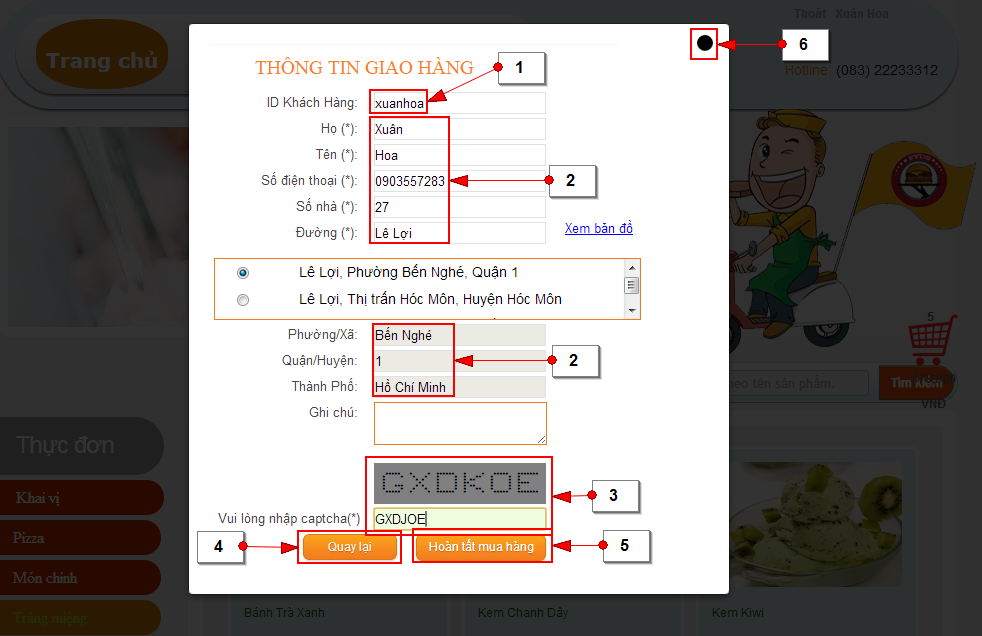 Thoát Xuân Hoa
Trang chủ
6
Hotline: (083) 22233312
THÔNG TIN GIAO HÀNG
1
ID Khách Hàng: xuanhoa
Họ (*): Xuân
Tên (*): Hoa
Số điện thoại (*): 0903557283
2
Số nhà (*): 27
Đường (*): Lê Lợi
Xem bản đồ
Lê Lợi, Phường Bến Nghé, Quận 1
Lê Lợi, Thị trấn Hóc Môn, Huyện Hóc Môn
5
Phường/Xã: Bến Nghé
Quận/Huyện: 1
2
Thành Phố: Hồ Chí Minh
theo tên sản phẩm.
Tìm kiếm
VNĐ
Ghi chú:
Thực đơn
GXDKOE
3
Khai vị
Vui lòng nhập captcha(*) GXDJOE
Pizza
4
Quay lại
Hoàn tất mua hàng
5
Món chính
Tráng miệng
Bánh Trà Xanh
Kem Chanh Dây
Kem Kiwi